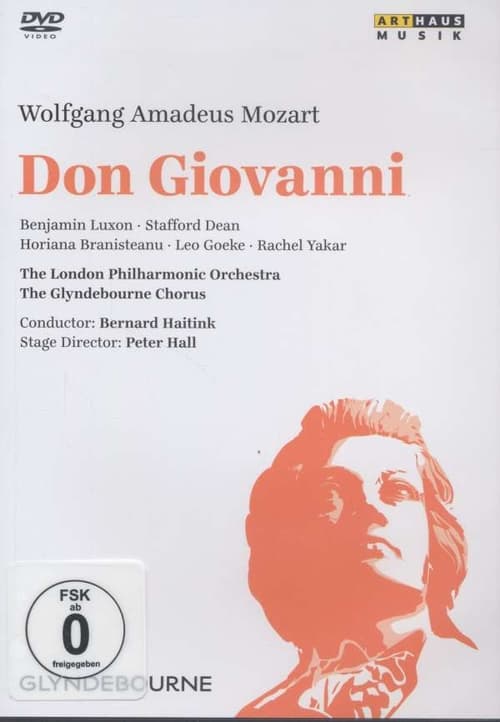 DVD
VIDEO
ARTHAUS
MUSIK
Wolfgang Amadeus Mozart
Don Giovanni
Benjamin Luxon · Stafford Dean
Horiana Branisteanu · Leo Goeke · Rachel Yakar
The London Philharmonic Orchestra
The Glyndebourne Chorus
Conductor: Bernard Haitink
Stage Director: Peter Hall
FSK
ab
0
freigegeben
GLYNDEBOURNE